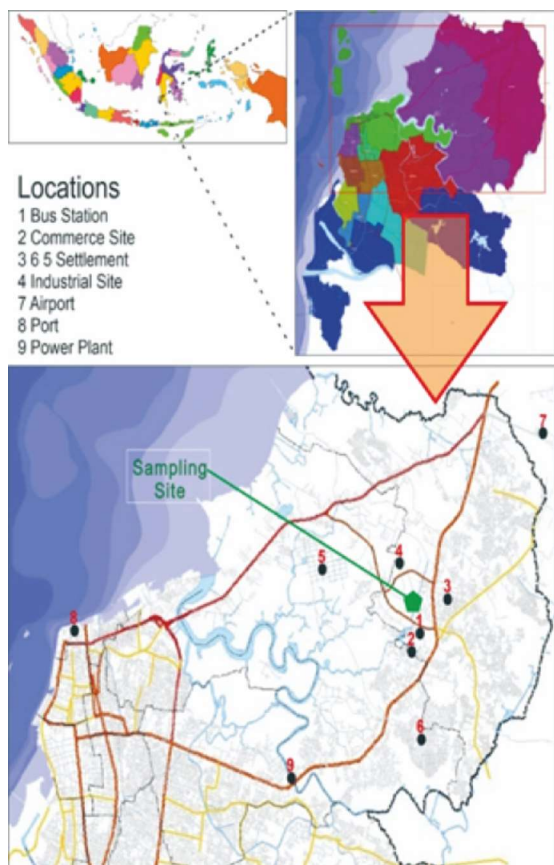 Locations
1 Bus Station
2 Commerce Site
3 6 5 Settlement
4 Industrial Site
7 Airport
8 Port
9 Power Plant
Sampling
Site
7
4
5
3
1
8
2
6
9